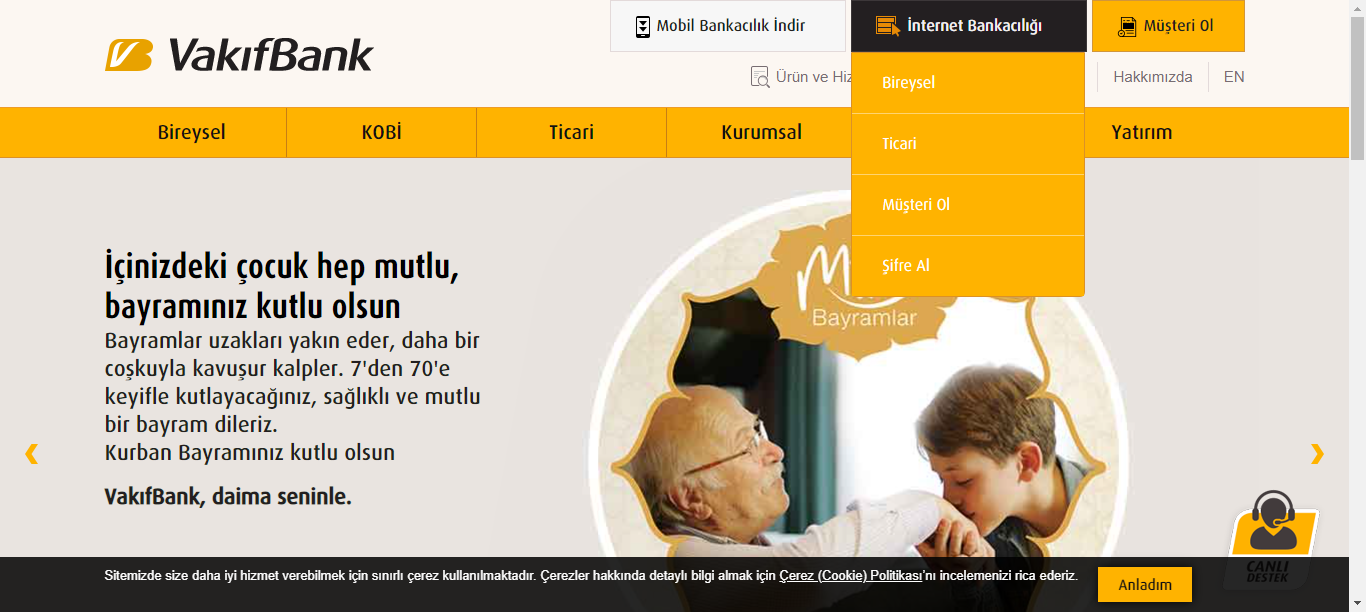 Mobil Bankacılık İndir
İnternet Bankacılığı
Müşteri Ol
VakıfBank
Ürün ve Hiz
Hakkımızda
EN
Bireysel
Ticari
Müşteri Ol
Şifre Al
Bireysel
KOBİ
Ticari
Kurumsal
Yatırım
İçinizdeki çocuk hep mutlu,
bayramınız kutlu olsun
Bayramlar uzakları yakın eder, daha bir
coşkuyla kavuşur kalpler. 7'den 70'e
keyifle kutlayacağınız, sağlıklı ve mutlu
bir bayram dileriz.
Kurban Bayramınız kutlu olsun
VakıfBank, daima seninle.
Bayramlar
CANLI
DESTEK
Sitemizde size daha iyi hizmet verebilmek için sınırlı çerez kullanılmaktadır. Çerezler hakkında detaylı bilgi almak için Çerez (Cookie) Politikası'nı incelemenizi rica ederiz.
Anladım